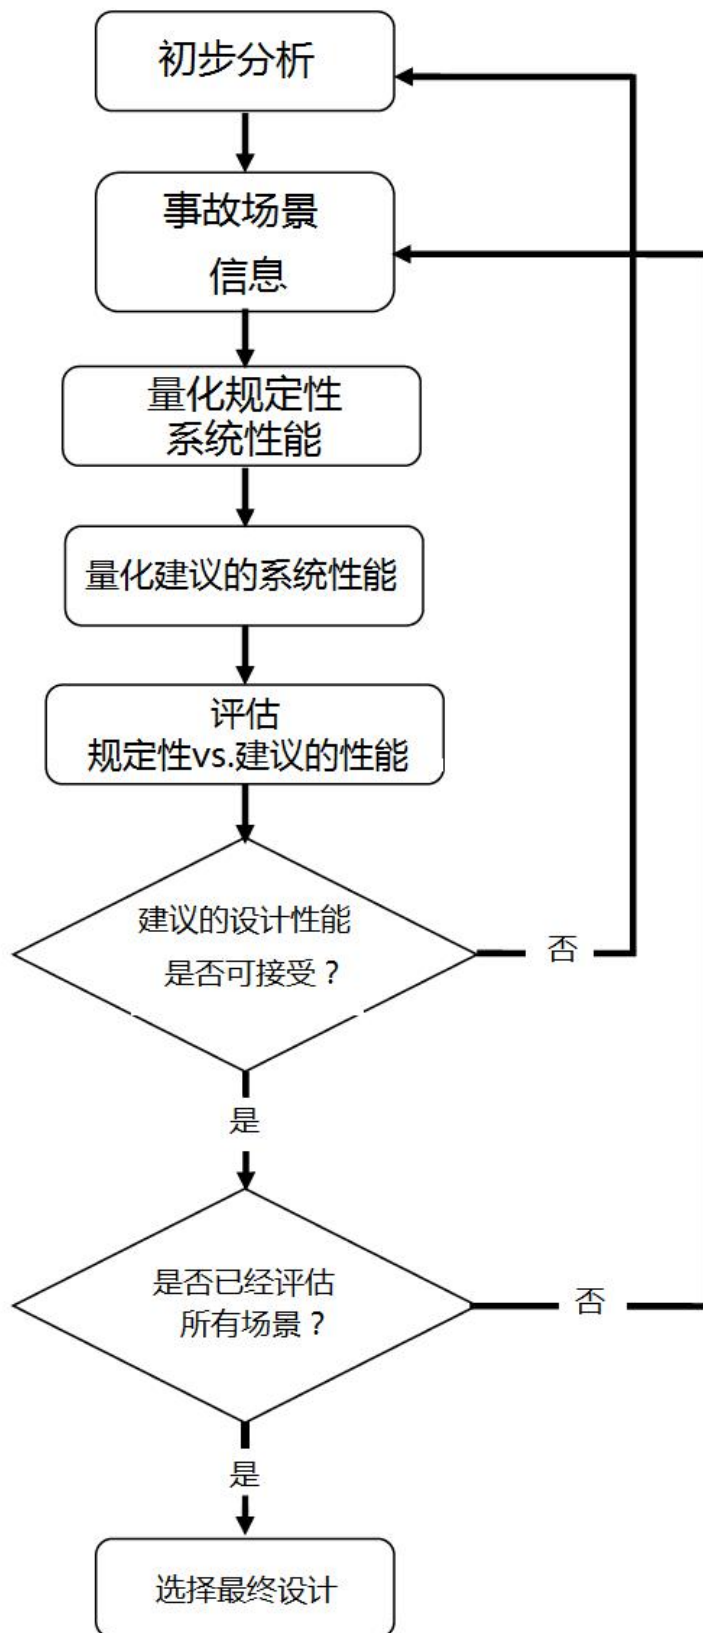 初步分析
事故场景
信息
量化规定性
系统性能
量化建议的系统性能
评估
规定性vs.建议的性能
建议的设计性能
是否可接受？
否
是
是否已经评估
所有场景？
否
是
选择最终设计